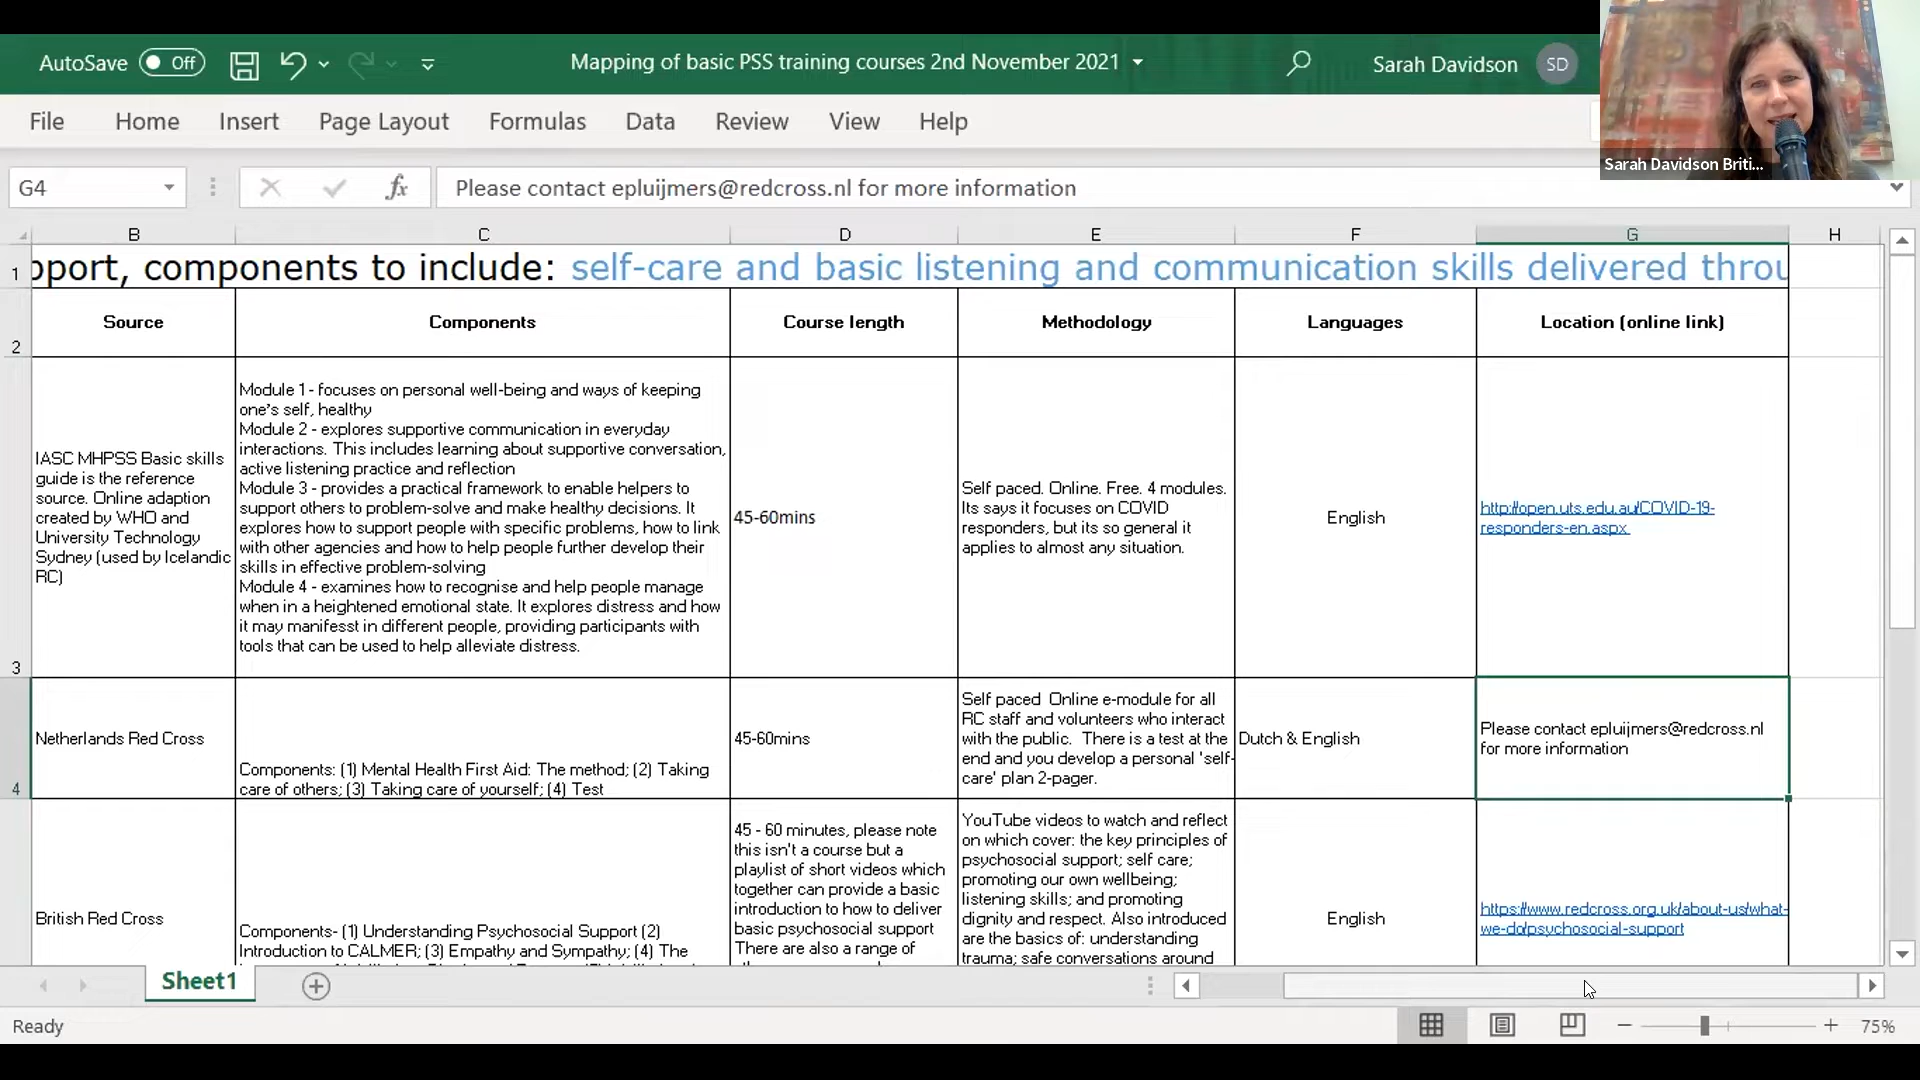 AutoSave Off
Mapping of basic PSS training courses 2nd November 2021
Sarah Davidson SD
Sarah Davidson Briti...
File Home Insert Page Layout Formulas Data Review View Help
G4
fx
Please contact epluijmers@redcross.nl for more information
B C D E F G H
1
pport, components to include: self-care and basic listening and communication skills delivered throu
2
Source
Components
Course length
Methodology
Languages
Location (online link)
3
IASC MHPSS Basic skills
guide is the reference
source. Online adaption
created by WHO and
University Technology
Sydney (used by Icelandic
RC)
Module 1 - focuses on personal well-being and ways of keeping
one's self, healthy
Module 2 - explores supportive communication in everyday
interactions. This includes learning about supportive conversation,
active listening practice and reflection
Module 3 - provides a practical framework to enable helpers to
support others to problem-solve and make healthy decisions. It
explores how to support people with specific problems, how to link
with other agencies and how to help people further develop their
skills in effective problem-solving
Module 4 - examines how to recognise and help people manage
when in a heightened emotional state. It explores distress and how
it may manifesst in different people, providing participants with
tools that can be used to help alleviate distress.
45-60mins
Self paced. Online. Free. 4 modules.
Its says it focuses on COVID
responders, but its so general it
applies to almost any situation.
English
http://open.uts.edu.au/COVID-19-
responders-en.aspx
4
Netherlands Red Cross
Components: (1) Mental Health First Aid: The method; (2) Taking
care of others; (3) Taking care of yourself; (4) Test
45-60mins
Self paced Online e-module for all
RC staff and volunteers who interact
with the public. There is a test at the
end and you develop a personal 'self-
care' plan 2-pager.
Dutch & English
Please contact epluijmers@redcross.nl
for more information
British Red Cross
Components- (1) Understanding Psychosocial Support (2)
Introduction to CALMER; (3) Empathy and Sympathy; (4) The
45 - 60 minutes, please note
this isn't a course but a
playlist of short videos which
together can provide a basic
introduction to how to deliver
basic psychosocial support
There are also a range of
YouTube videos to watch and reflect
on which cover: the key principles of
psychosocial support; self care;
promoting our own wellbeing;
listening skills; and promoting
dignity and respect. Also introduced
are the basics of: understanding
trauma; safe conversations around
English
https://www.redcross.org.uk/about-us/what-
we-do/psychosocial-support
Sheet1
Ready
75%